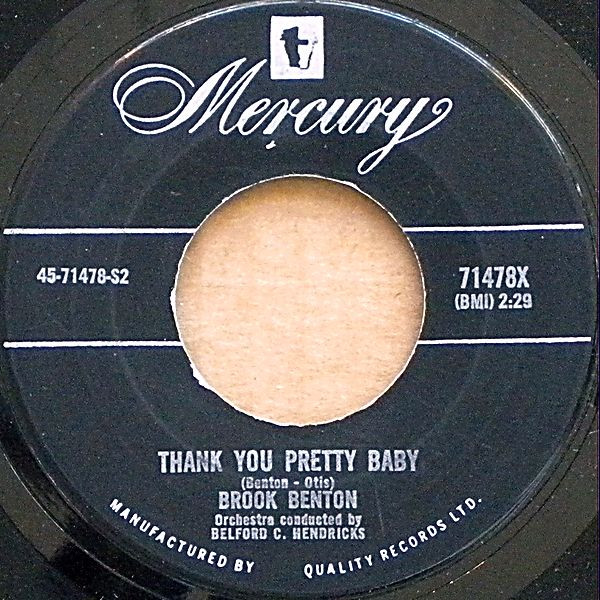 t
Mercury
45-71478-S2
71478X
(BMI) 2:29
THANK YOU PRETTY BABY
(Benton - Otis)
BROOK BENTON
Orchestra conducted by
BELFORD C. HENDRICKS
MANUFACTURED BY QUALITY RECORDS LTD.